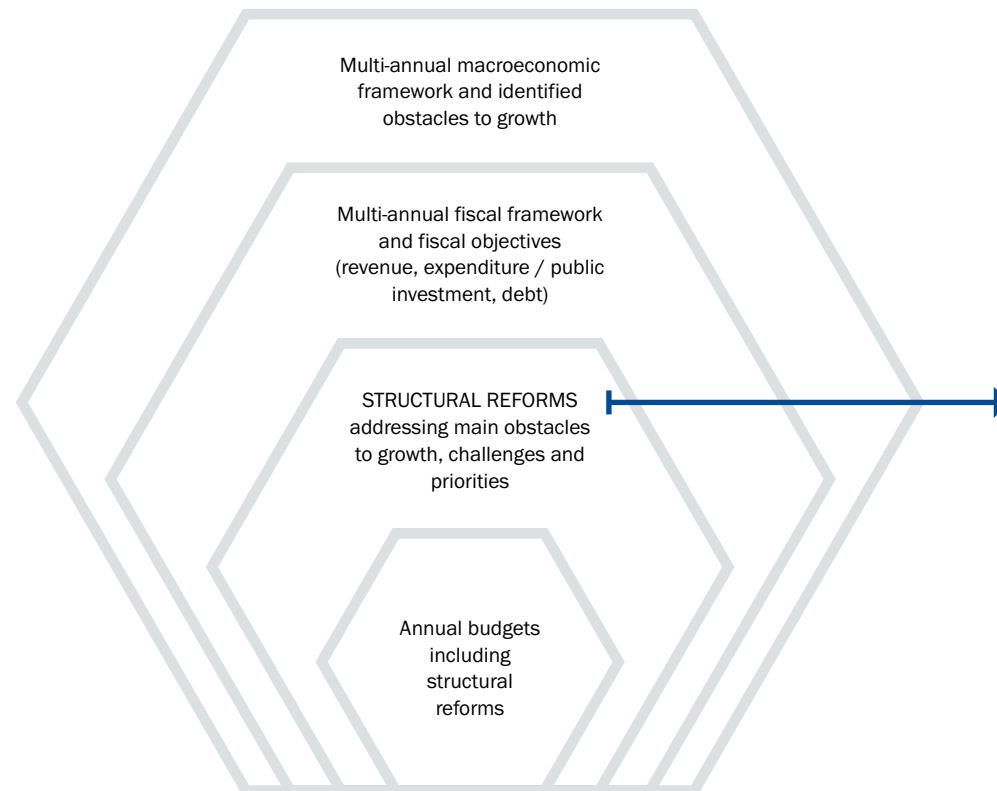 Multi-annual macroeconomic
framework and identified
obstacles to growth
Multi-annual fiscal framework
and fiscal objectives
(revenue, expenditure / public
investment, debt)
STRUCTURAL REFORMS
addressing main obstacles
to growth, challenges and
priorities
Annual budgets
including
structural
reforms